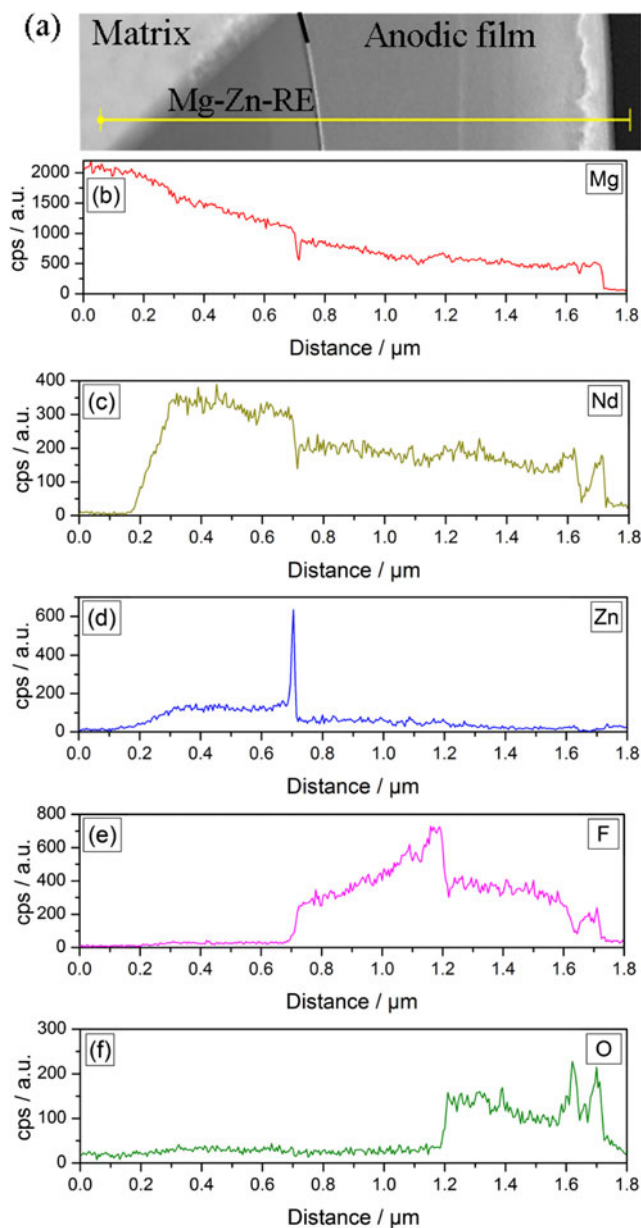 (a) Matrix Anodic film
Mg-Zn-RE
(b) Mg
2000
1500
1000
500
0
cps / a.u.
0.0 0.2 0.4 0.6 0.8 1.0 1.2 1.4 1.6 1.8
Distance / µm
(c) Nd
400
300
200
100
0
cps / a.u.
0.0 0.2 0.4 0.6 0.8 1.0 1.2 1.4 1.6 1.8
Distance / µm
(d) Zn
600
400
200
0
cps / a.u.
0.0 0.2 0.4 0.6 0.8 1.0 1.2 1.4 1.6 1.8
Distance / µm
(e) F
800
600
400
200
0
cps / a.u.
0.0 0.2 0.4 0.6 0.8 1.0 1.2 1.4 1.6 1.8
Distance / µm
(f) O
300
200
100
0
cps / a.u.
0.0 0.2 0.4 0.6 0.8 1.0 1.2 1.4 1.6 1.8
Distance / µm